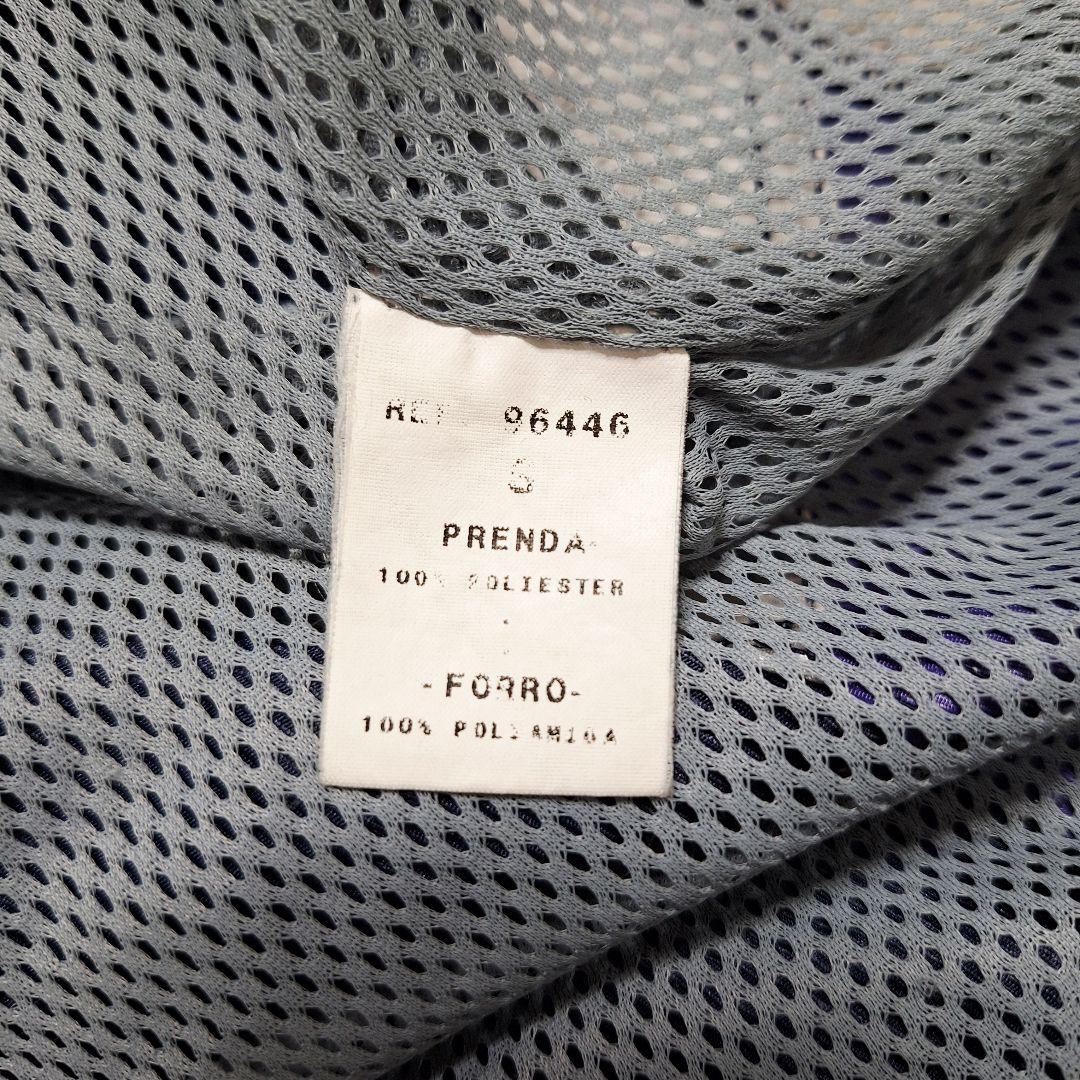 REF 96446
S
PRENDA-
100% POLIESTER
-FORRO-
100% POLIAMIDA